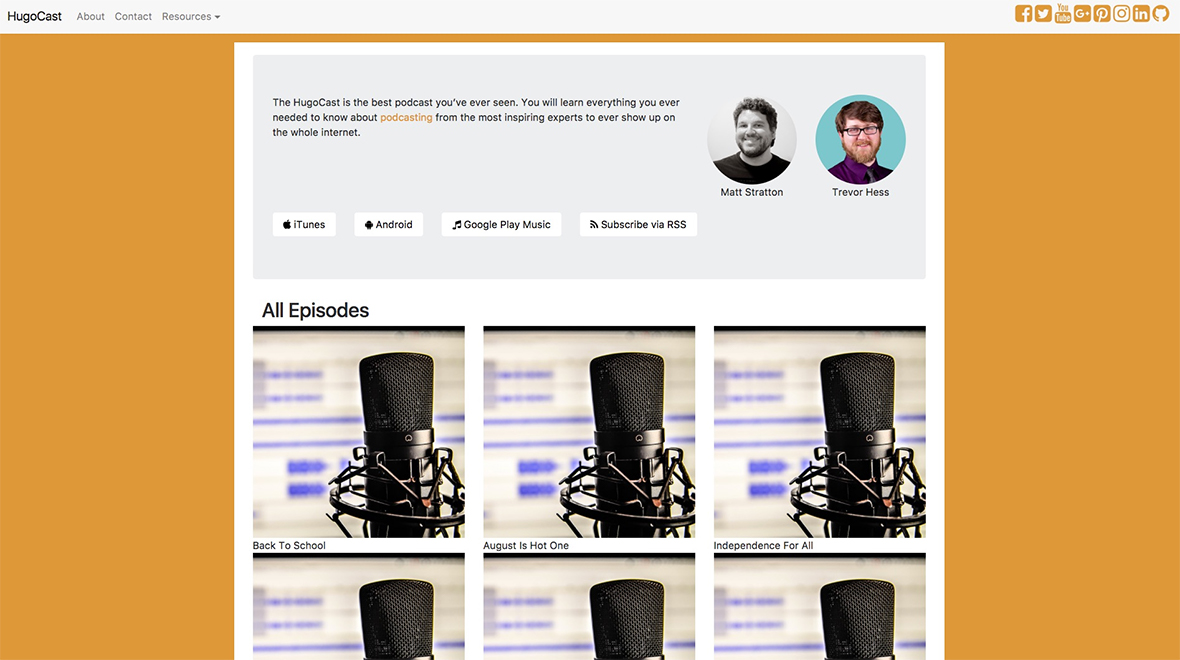 HugoCast About Contact Resources
You
Tube
G+
in
The HugoCast is the best podcast you’ve ever seen. You will learn everything you ever
needed to know about podcasting from the most inspiring experts to ever show up on
the whole internet.
Matt Stratton Trevor Hess
iTunes Android Google Play Music Subscribe via RSS
All Episodes
Back To School August Is Hot One Independence For All